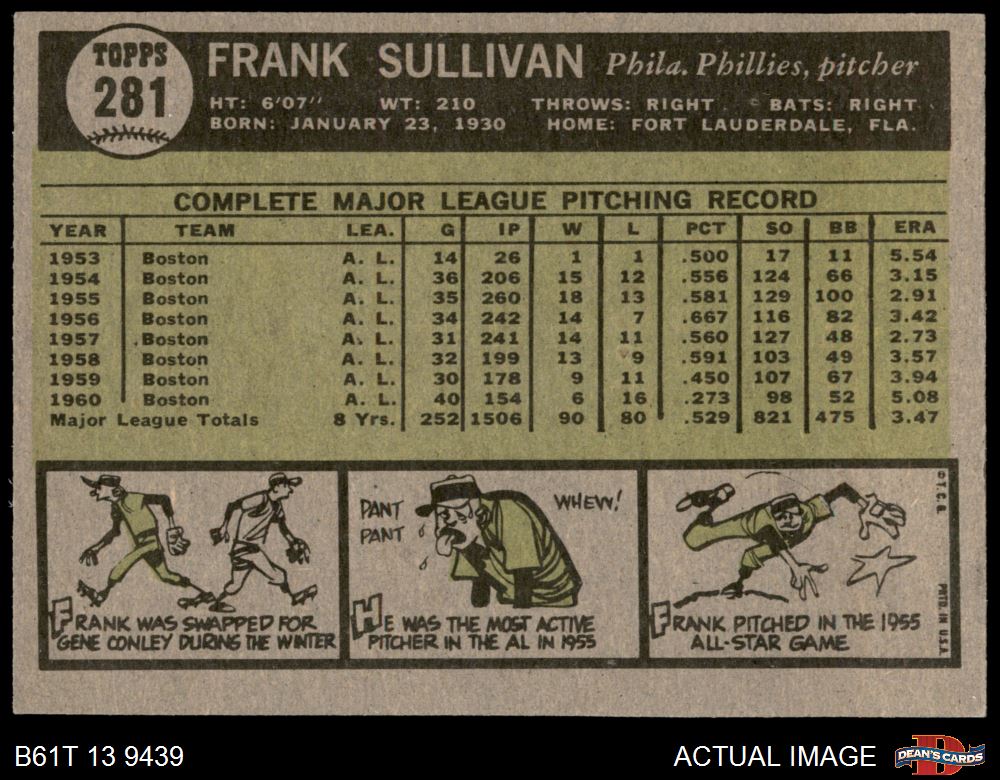 TOPPS
281
FRANK SULLIVAN Phila. Phillies, pitcher
HT: 6'07" WT: 210 THROWS: RIGHT BATS: RIGHT
BORN: JANUARY 23, 1930 HOME: FORT LAUDERDALE, FLA.
COMPLETE MAJOR LEAGUE PITCHING RECORD
YEAR TEAM LEA. G IP W L PCT SO BB ERA
1953 Boston A. L. 14 26 1 1 .500 17 11 5.54
1954 Boston A. L. 36 206 15 12 .556 124 66 3.15
1955 Boston A. L. 35 260 18 13 .581 129 100 2.91
1956 Boston A. L. 34 242 14 7 .667 116 82 3.42
1957 Boston A. L. 31 241 14 11 .560 127 48 2.73
1958 Boston A. L. 32 199 13 9 .591 103 49 3.57
1959 Boston A. L. 30 178 9 11 .450 107 67 3.94
1960 Boston A. L. 40 154 6 16 .273 98 52 5.08
Major League Totals 8 Yrs. 252 1506 90 80 .529 821 475 3.47
FRANK WAS SWAPPED FOR
GENE CONLEY DURING THE WINTER
PANT
PANT
WHEW!
HE WAS THE MOST ACTIVE
PITCHER IN THE AL IN 1955
FRANK PITCHED IN THE 1955
ALL-STAR GAME
© T. C. G.
PRTD. IN U.S.A.
B61T 13 9439
ACTUAL IMAGE
D
DEAN'S CARDS